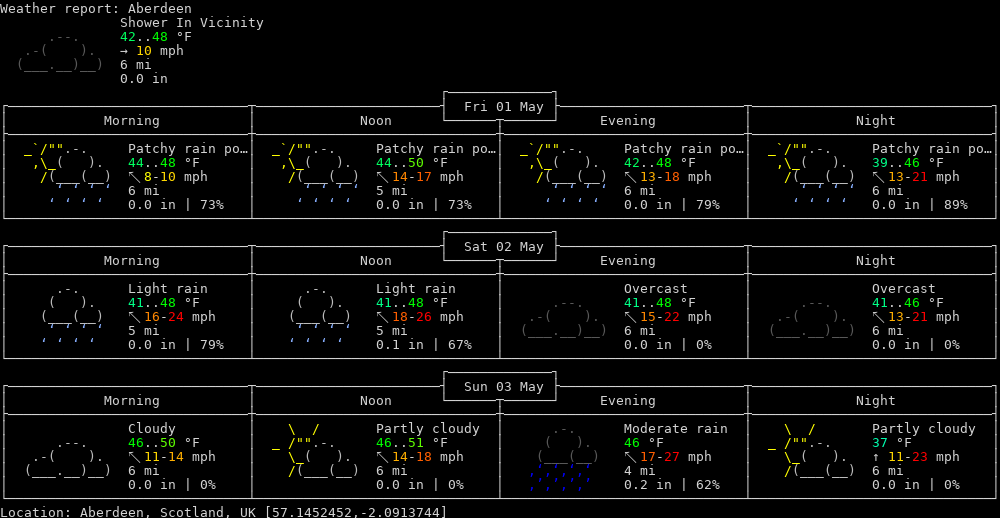 Weather report: Aberdeen
Shower In Vicinity
42..48 °F
→ 10 mph
6 mi
0.0 in
Fri 01 May
Morning Noon Evening Night
Patchy rain po… Patchy rain po… Patchy rain po… Patchy rain po…
44..48 °F 44..50 °F 42..48 °F 39..46 °F
↖ 8-10 mph ↖ 14-17 mph ↖ 13-18 mph ↖ 13-21 mph
6 mi 5 mi 6 mi 6 mi
0.0 in | 73% 0.0 in | 73% 0.0 in | 79% 0.0 in | 89%
Sat 02 May
Morning Noon Evening Night
Light rain Light rain Overcast Overcast
41..48 °F 41..48 °F 41..48 °F 41..46 °F
↖ 16-24 mph ↖ 18-26 mph ↖ 15-22 mph ↖ 13-21 mph
5 mi 5 mi 6 mi 6 mi
0.0 in | 79% 0.1 in | 67% 0.0 in | 0% 0.0 in | 0%
Sun 03 May
Morning Noon Evening Night
Cloudy Partly cloudy Moderate rain Partly cloudy
46..50 °F 46..51 °F 46 °F 37 °F
↖ 11-14 mph ↖ 14-18 mph ↖ 17-27 mph ↑ 11-23 mph
6 mi 6 mi 4 mi 6 mi
0.0 in | 0% 0.0 in | 0% 0.2 in | 62% 0.0 in | 0%
Location: Aberdeen, Scotland, UK [57.1452452,-2.0913744]